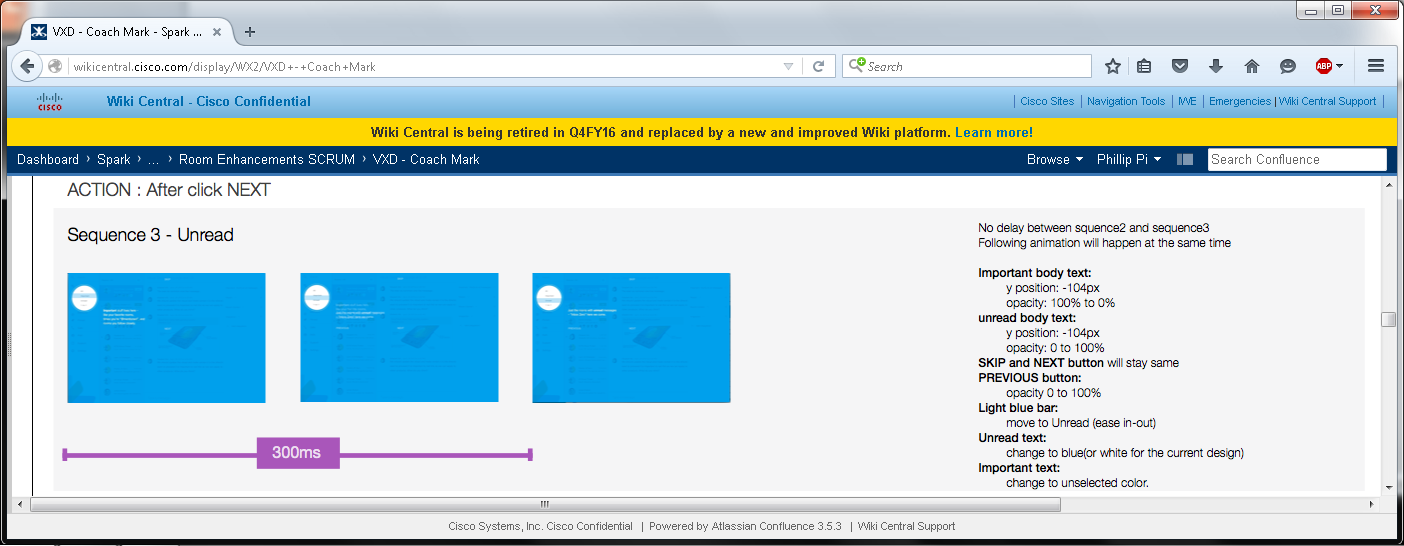 VXD - Coach Mark - Spark ...
wikicentral.cisco.com/display/WX2/VXD+-+Coach+Mark
Search
ABP
CISCO
Wiki Central - Cisco Confidential
Cisco Sites | Navigation Tools | IWE | Emergencies | Wiki Central Support |
Wiki Central is being retired in Q4FY16 and replaced by a new and improved Wiki platform. Learn more!
Dashboard › Spark › ... › Room Enhancements SCRUM › VXD - Coach Mark
Browse
Phillip Pi
Search Confluence
ACTION : After click NEXT
Sequence 3 - Unread
300ms
No delay between squence2 and sequence3
Following animation will happen at the same time
Important body text:
y position: -104px
opacity: 100% to 0%
unread body text:
y position: -104px
opacity: 0 to 100%
SKIP and NEXT button will stay same
PREVIOUS button:
opacity 0 to 100%
Light blue bar:
move to Unread (ease in-out)
Unread text:
change to blue(or white for the current design)
Important text:
change to unselected color.
Cisco Systems, Inc. Cisco Confidential | Powered by Atlassian Confluence 3.5.3 | Wiki Central Support